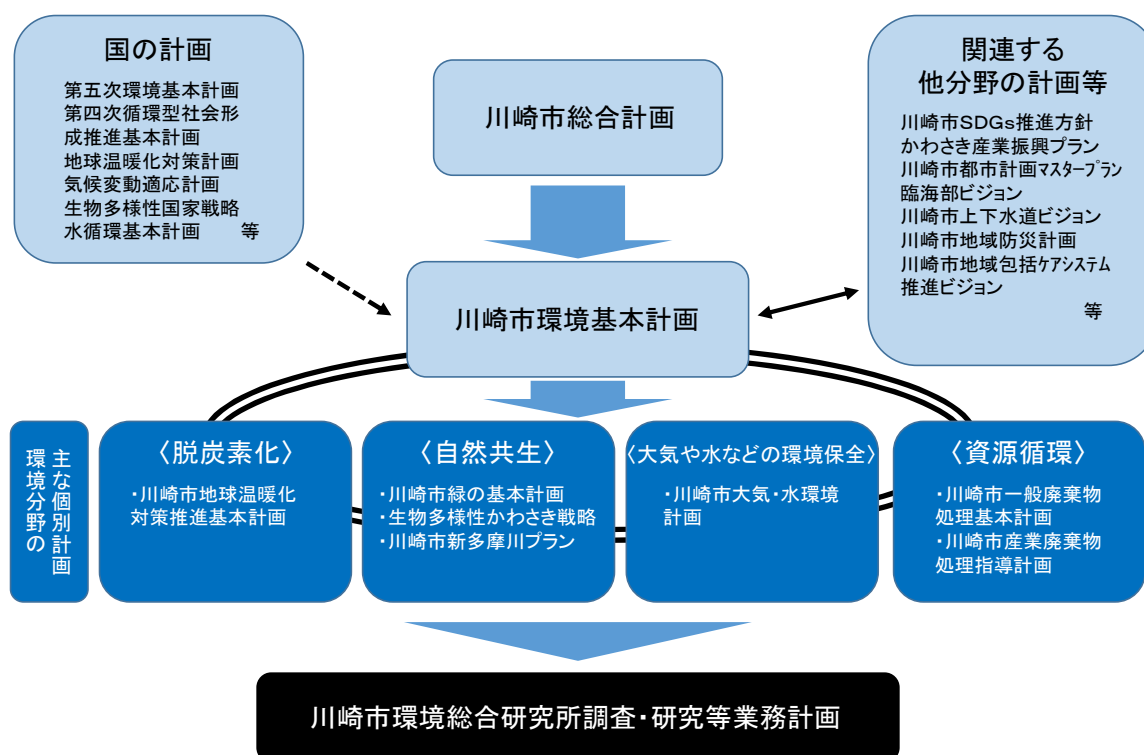 国の計画
第五次環境基本計画
第四次循環型社会形
成推進基本計画
地球温暖化対策計画
気候変動適応計画
生物多様性国家戦略
水循環基本計画　等
川崎市総合計画
関連する
他分野の計画等
川崎市SDGs推進方針
かわさき産業振興プラン
川崎市都市計画ﾏｽﾀｰﾌﾟﾗﾝ
臨海部ビジョン
川崎市上下水道ビジョン
川崎市地域防災計画
川崎市地域包括ｹｱｼｽﾃﾑ
推進ビジョン
等
川崎市環境基本計画
環境分野の
主な個別計画
〈脱炭素化〉
・川崎市地球温暖化
対策推進基本計画
〈自然共生〉
・川崎市緑の基本計画
・生物多様性かわさき戦略
・川崎市新多摩川プラン
〈大気や水などの環境保全〉
・川崎市大気・水環境
計画
〈資源循環〉
・川崎市一般廃棄物
処理基本計画
・川崎市産業廃棄物
処理指導計画
川崎市環境総合研究所調査・研究等業務計画